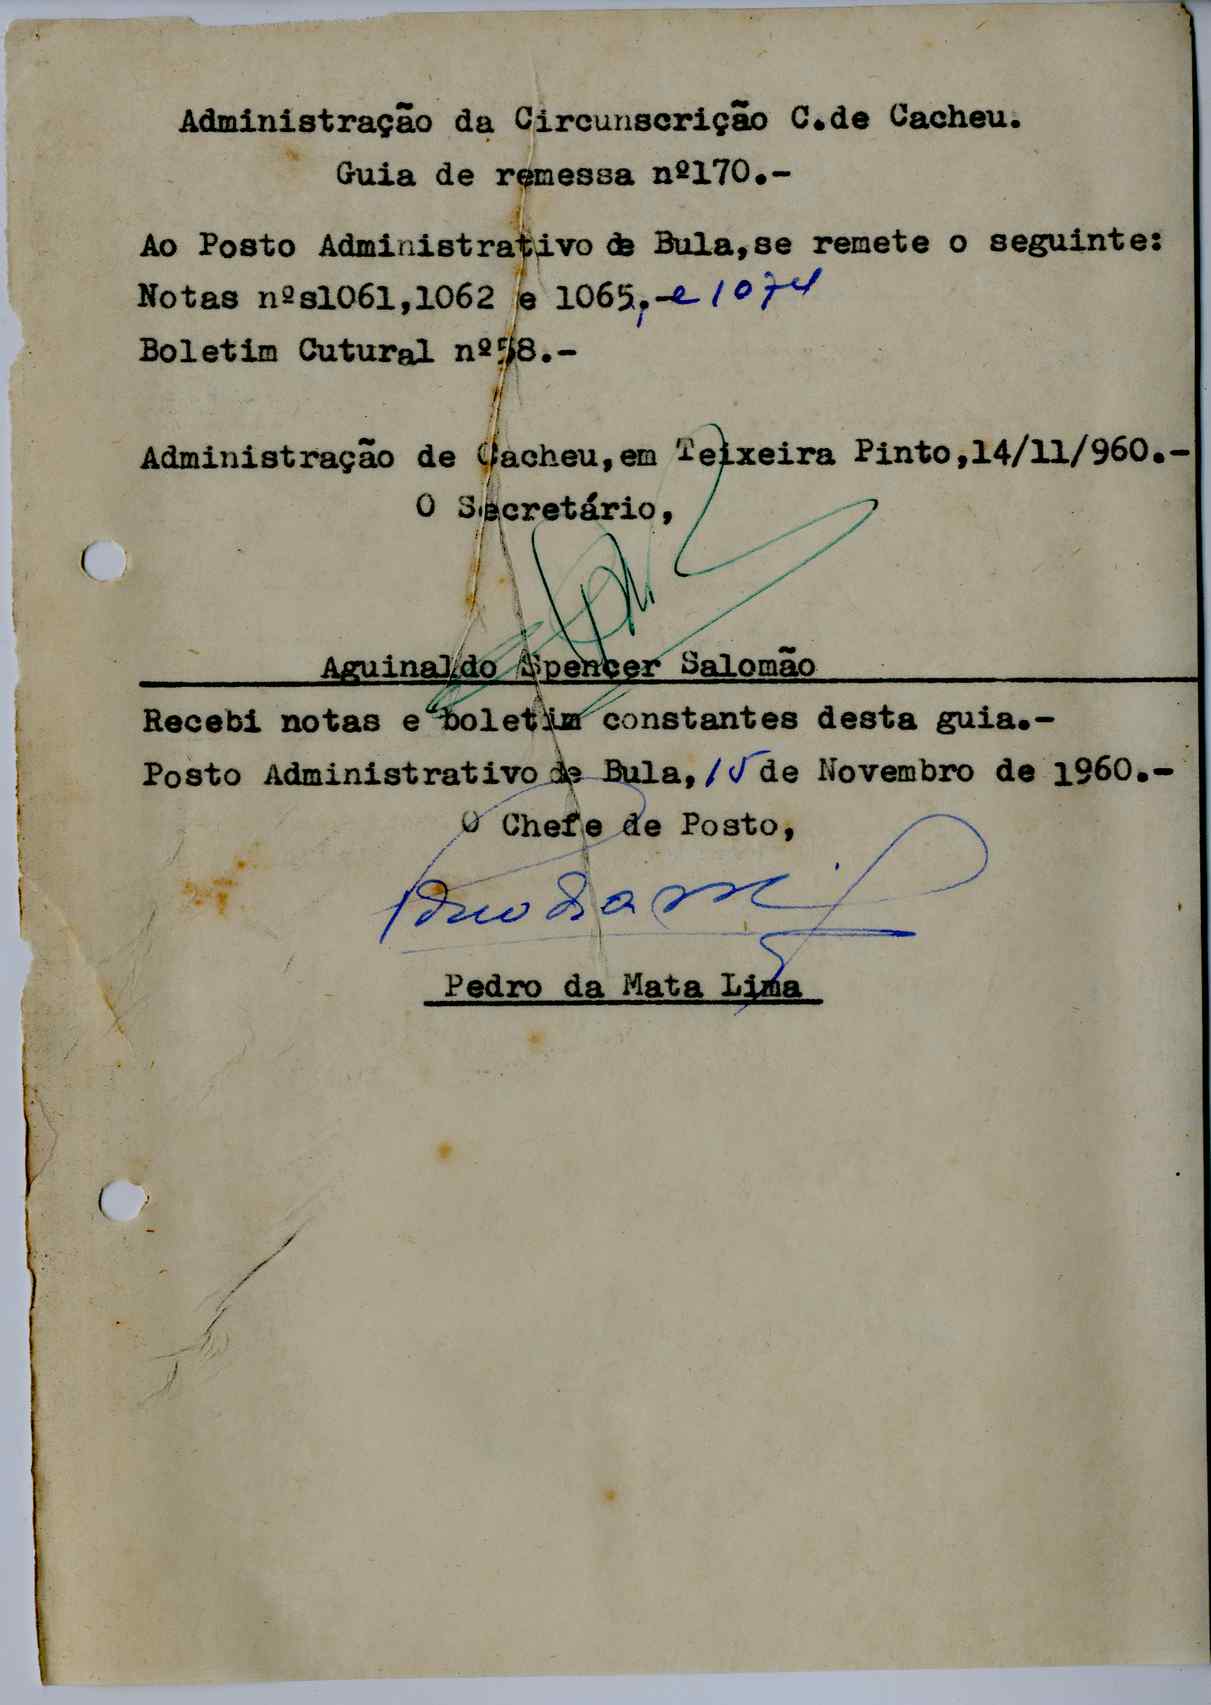 Administração da Circunscrição C.de Cacheu.
Guia de remessa nº170.-
Ao Posto Administrativo de Bula,se remete o seguinte:
Notas nºs1061,1062 e 1065,-e 1074
Boletim Cutural nº58.-
Administração de Cacheu,em Teixeira Pinto,14/11/960.-
O Secretário,
Aguinaldo Spencer Salomão
Recebi notas e boletim constantes desta guia.-
Posto Administrativo de Bula,15 de Novembro de 1960.-
O Chefe de Posto,
Pedro da Mata Lima